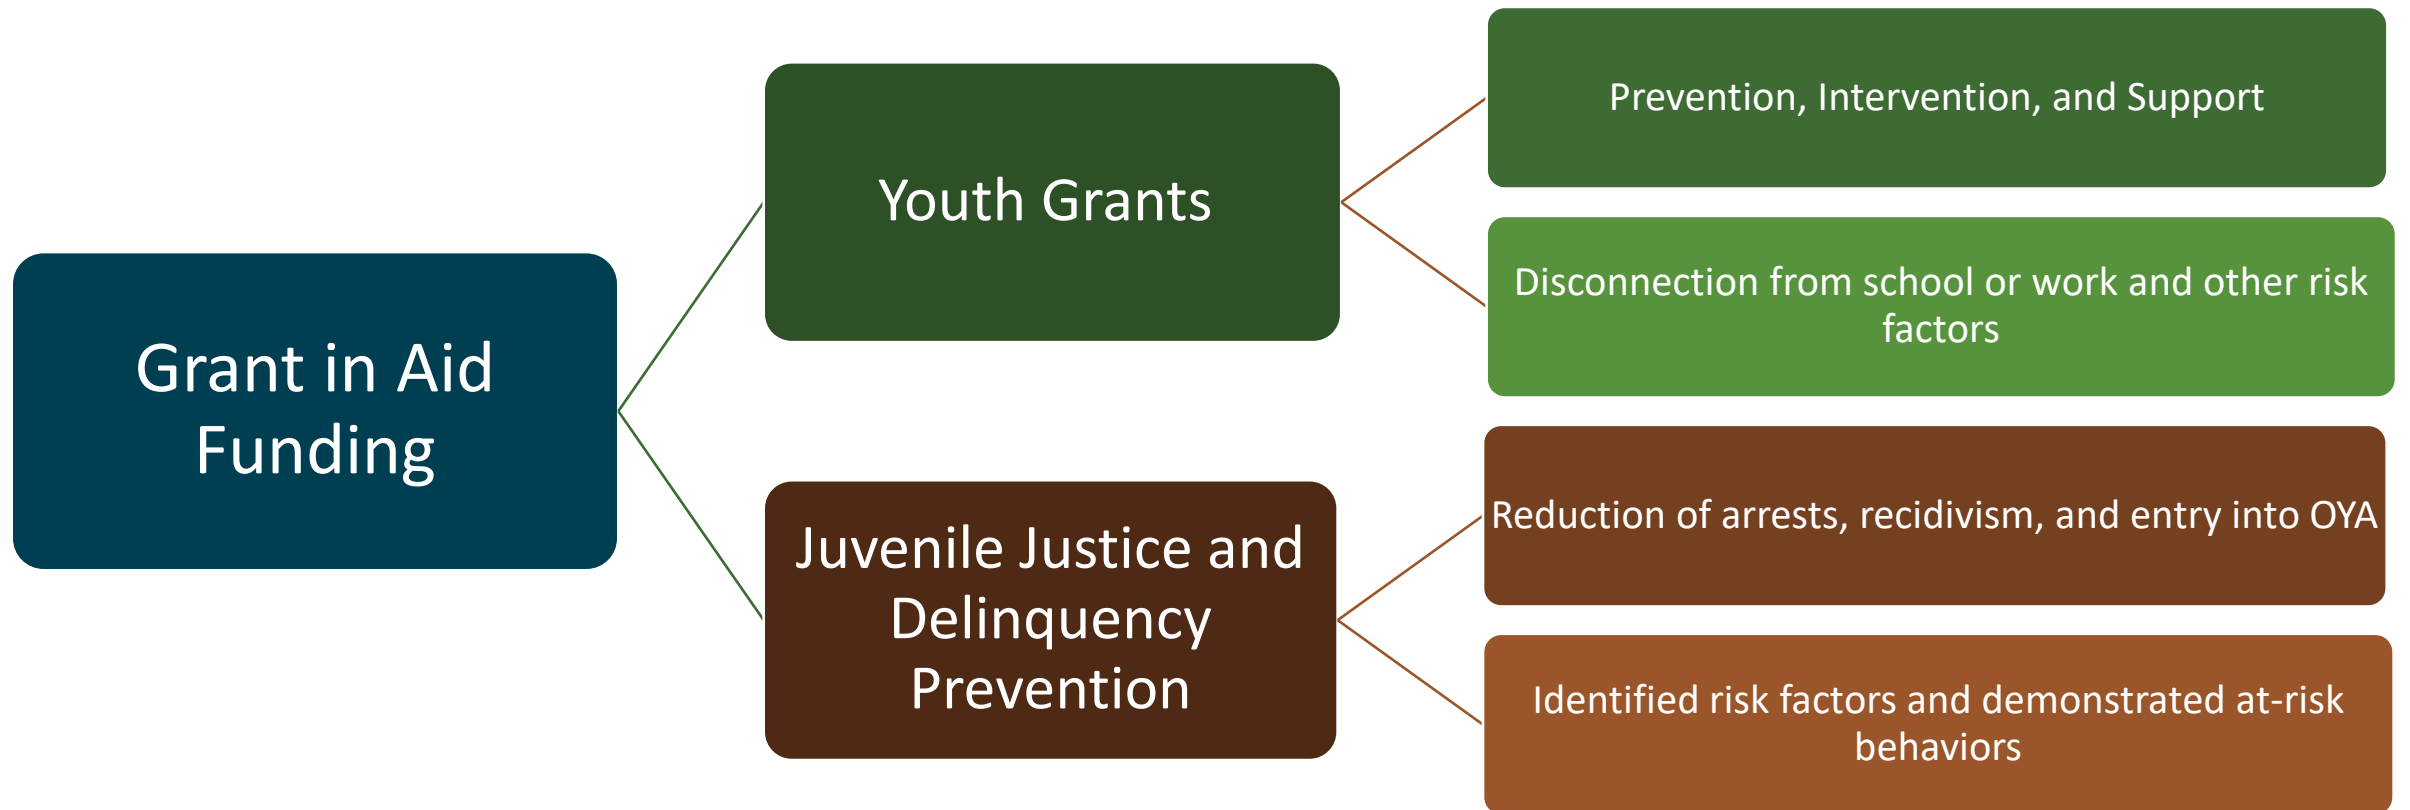 Grant in Aid
Funding
Youth Grants
Juvenile Justice and
Delinquency
Prevention
Prevention, Intervention, and Support
Disconnection from school or work and other risk
factors
Reduction of arrests, recidivism, and entry into OYA
Identified risk factors and demonstrated at-risk
behaviors